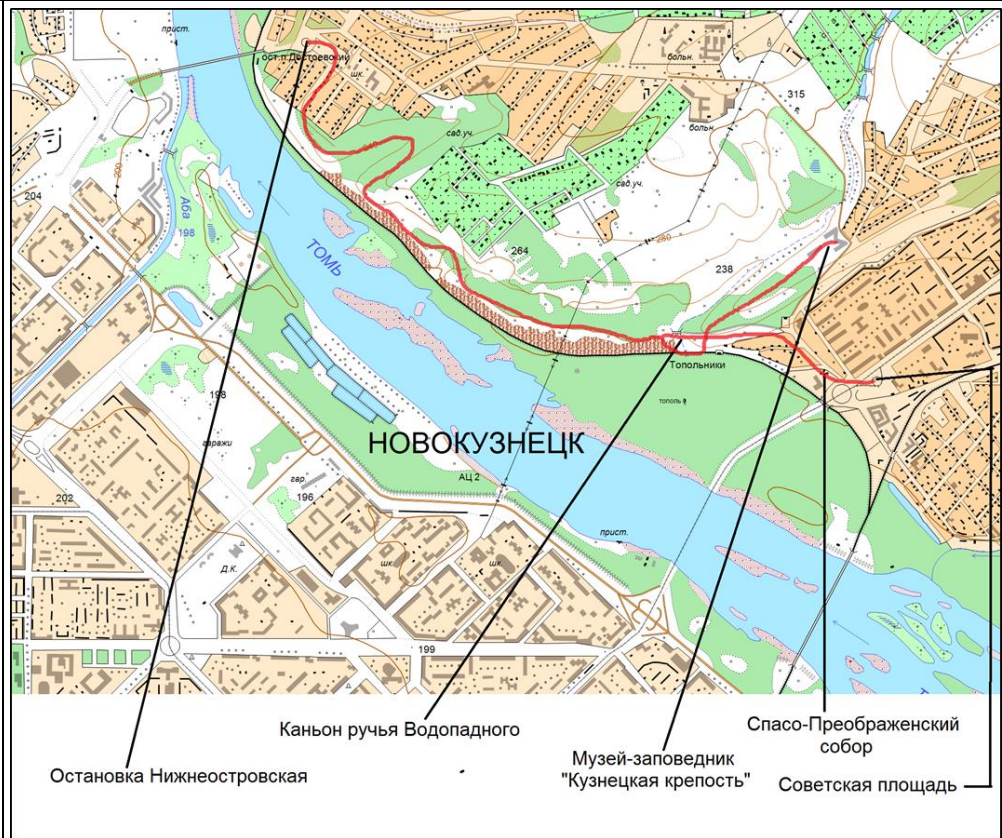 прист.
ост.п.Достоевский
шк.
больн.
315
больн.
сад.уч.
сад.уч.
200
204
Аба
198
ТОМЬ
264
280
238
Топольники
тополь
198
гаражи
НОВОКУЗНЕЦК
АЦ 2
гар.
196
202
прист.
Д.К.
шк.
шк.
199
Каньон ручья Водопадного
Спасо-Преображенский
собор
Музей-заповедник
"Кузнецкая крепость"
Остановка Нижнеостровская
Советская площадь